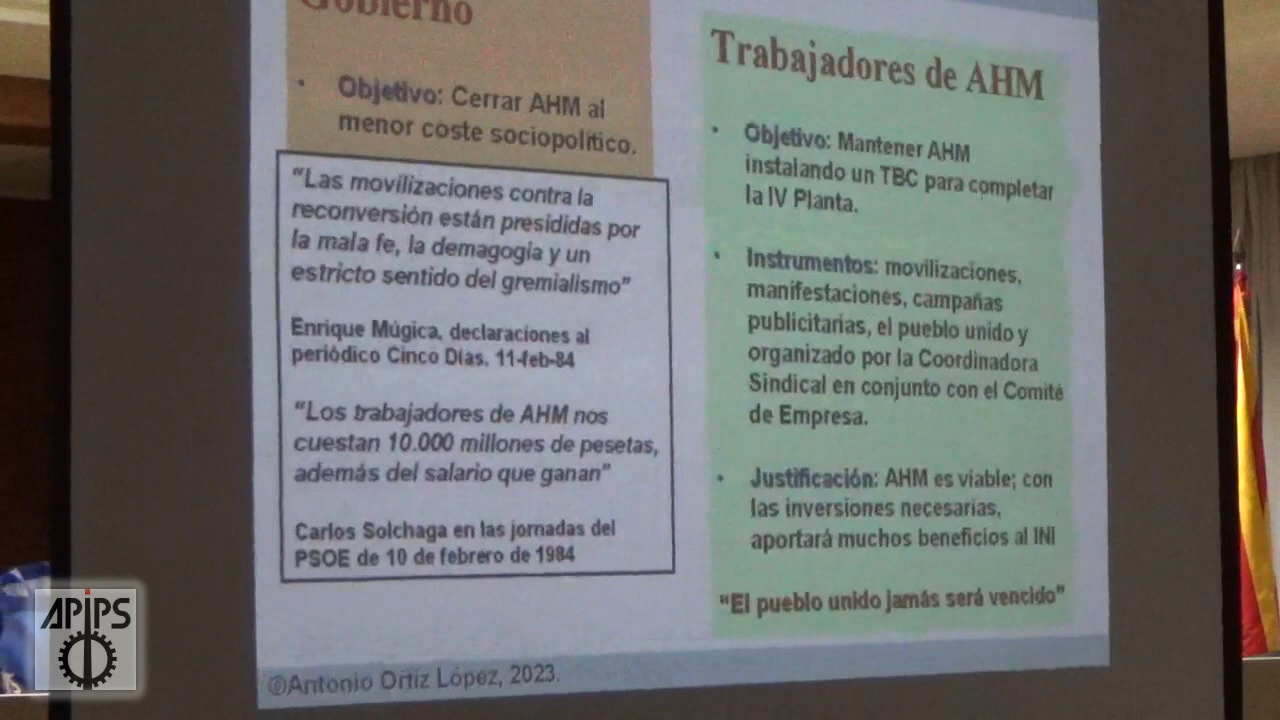 Gobierno
• Objetivo: Cerrar AHM al
menor coste sociopolítico.
“Las movilizaciones contra la
reconversión están presididas por
la mala fe, la demagogia y un
estricto sentido del gremialismo”
Enrique Múgica, declaraciones al
periódico Cinco Días. 11-feb-84
“Los trabajadores de AHM nos
cuestan 10.000 millones de pesetas,
además del salario que ganan”
Carlos Solchaga en las jornadas del
PSOE de 10 de febrero de 1984
Trabajadores de AHM
• Objetivo: Mantener AHM
instalando un TBC para completar
la IV Planta.
• Instrumentos: movilizaciones,
manifestaciones, campañas
publicitarias, el pueblo unido y
organizado por la Coordinadora
Sindical en conjunto con el Comité
de Empresa.
• Justificación: AHM es viable; con
las inversiones necesarias,
aportará muchos beneficios al INI
“El pueblo unido jamás será vencido”
©Antonio Ortíz López, 2023.
APIPS